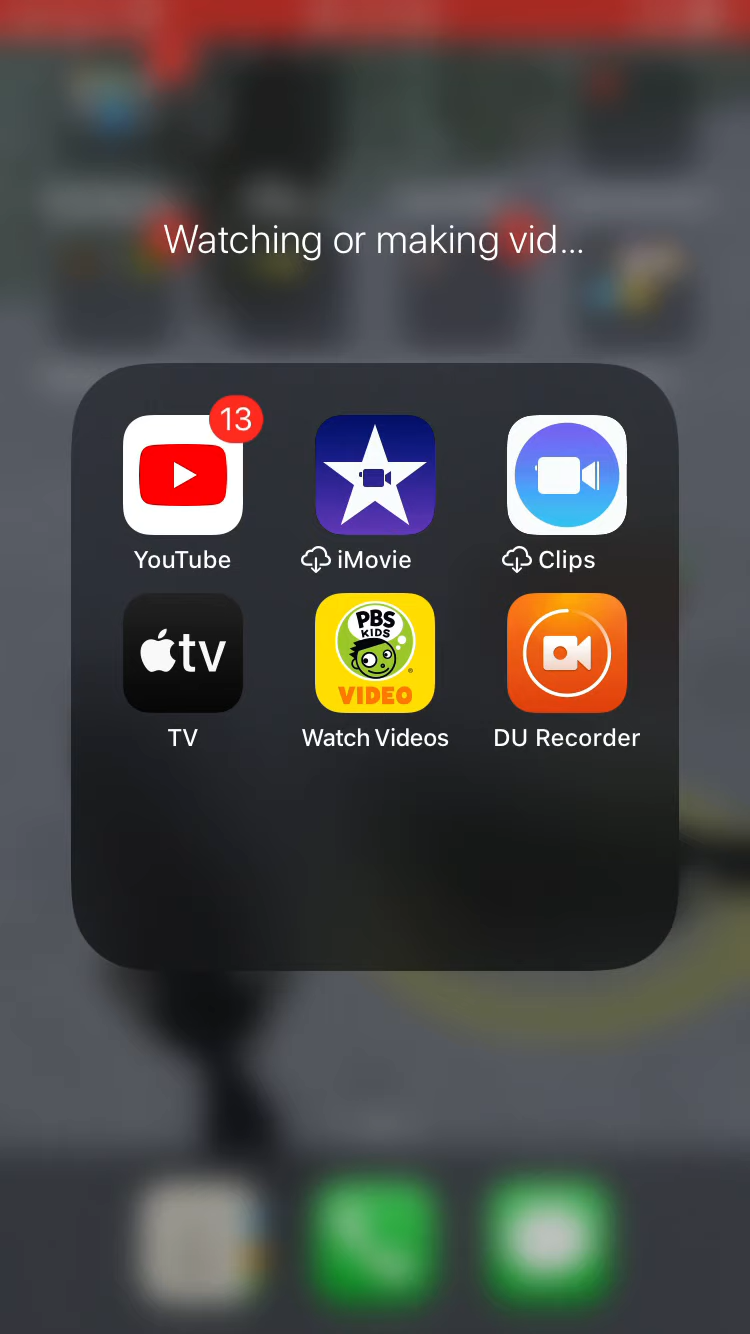 Watching or making vid...
13
YouTube
iMovie
Clips
tv
TV
PBS
KIDS
VIDEO
Watch Videos
DU Recorder